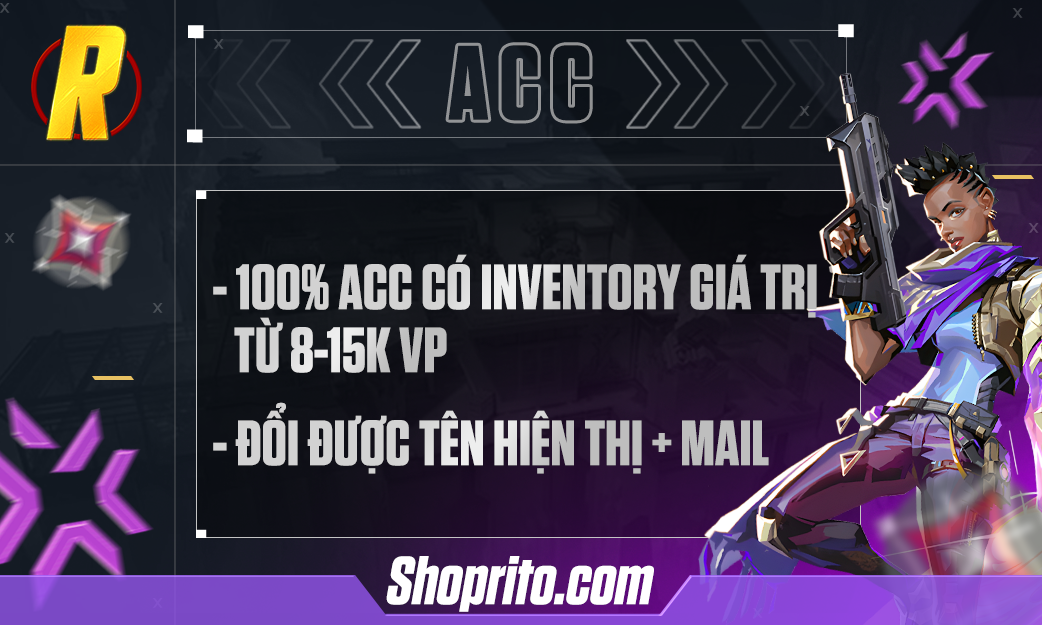 R
ACC
- 100% ACC CÓ INVENTORY GIÁ TRỊ
TỪ 8-15K VP
- ĐỔI ĐƯỢC TÊN HIỆN THỊ + MAIL
Shoprito.com